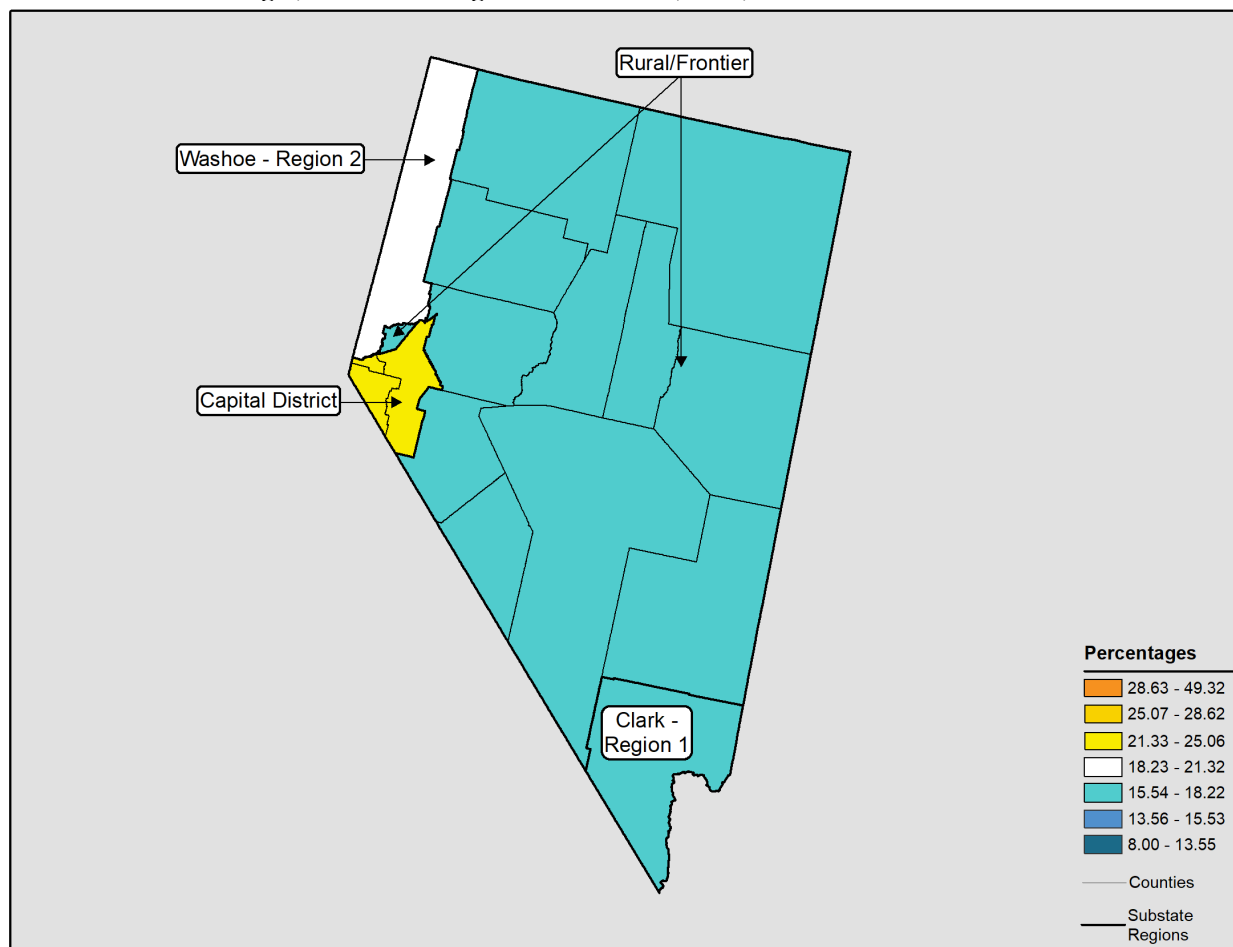 Rural/Frontier
Washoe - Region 2
Capital District
Clark -
Region 1
Percentages
28.63 - 49.32
25.07 - 28.62
21.33 - 25.06
18.23 - 21.32
15.54 - 18.22
13.56 - 15.53
8.00 - 13.55
Counties
Substate
Regions